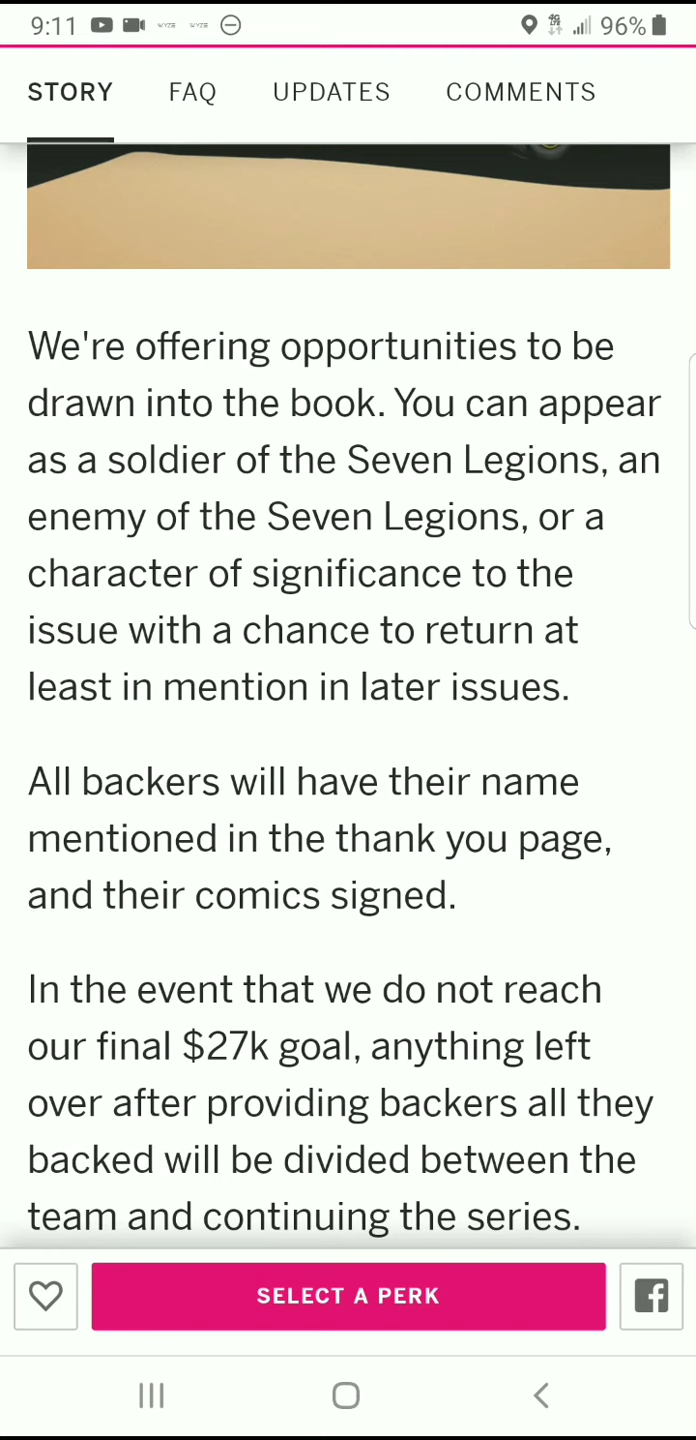 9:11 WYZE WYZE 96%
STORY FAQ UPDATES COMMENTS
We're offering opportunities to be
drawn into the book. You can appear
as a soldier of the Seven Legions, an
enemy of the Seven Legions, or a
character of significance to the
issue with a chance to return at
least in mention in later issues.
All backers will have their name
mentioned in the thank you page,
and their comics signed.
In the event that we do not reach
our final $27k goal, anything left
over after providing backers all they
backed will be divided between the
team and continuing the series.
SELECT A PERK